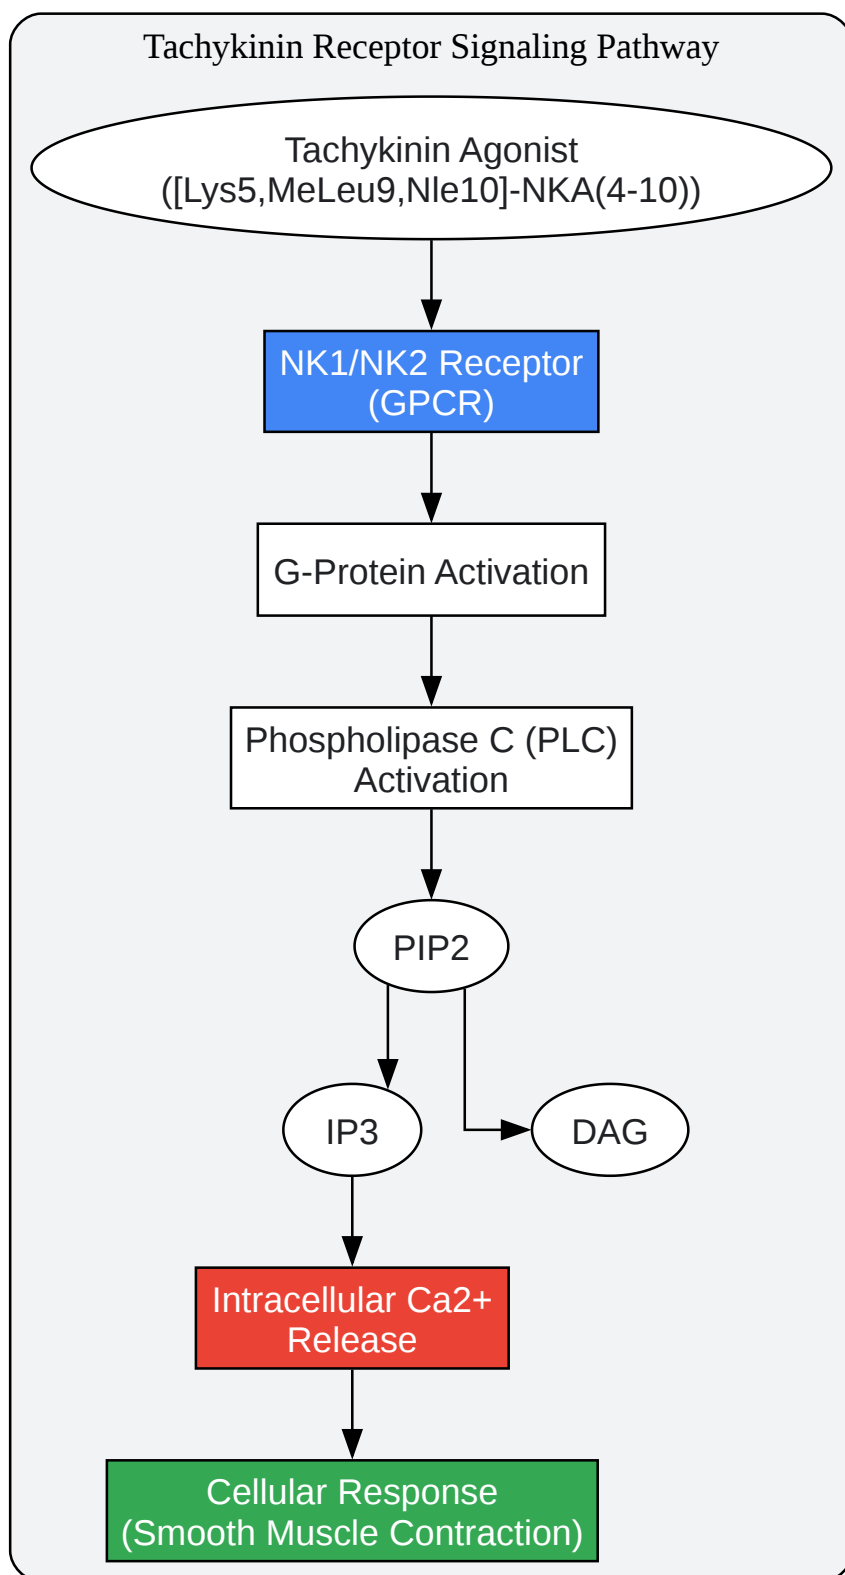 Tachykinin Receptor Signaling Pathway
Tachykinin Agonist
([Lys5,MeLeu9,Nle10]-NKA(4-10))
NK1/NK2 Receptor
(GPCR)
G-Protein Activation
Phospholipase C (PLC)
Activation
PIP2
IP3
DAG
Intracellular Ca2+
Release
Cellular Response
(Smooth Muscle Contraction)